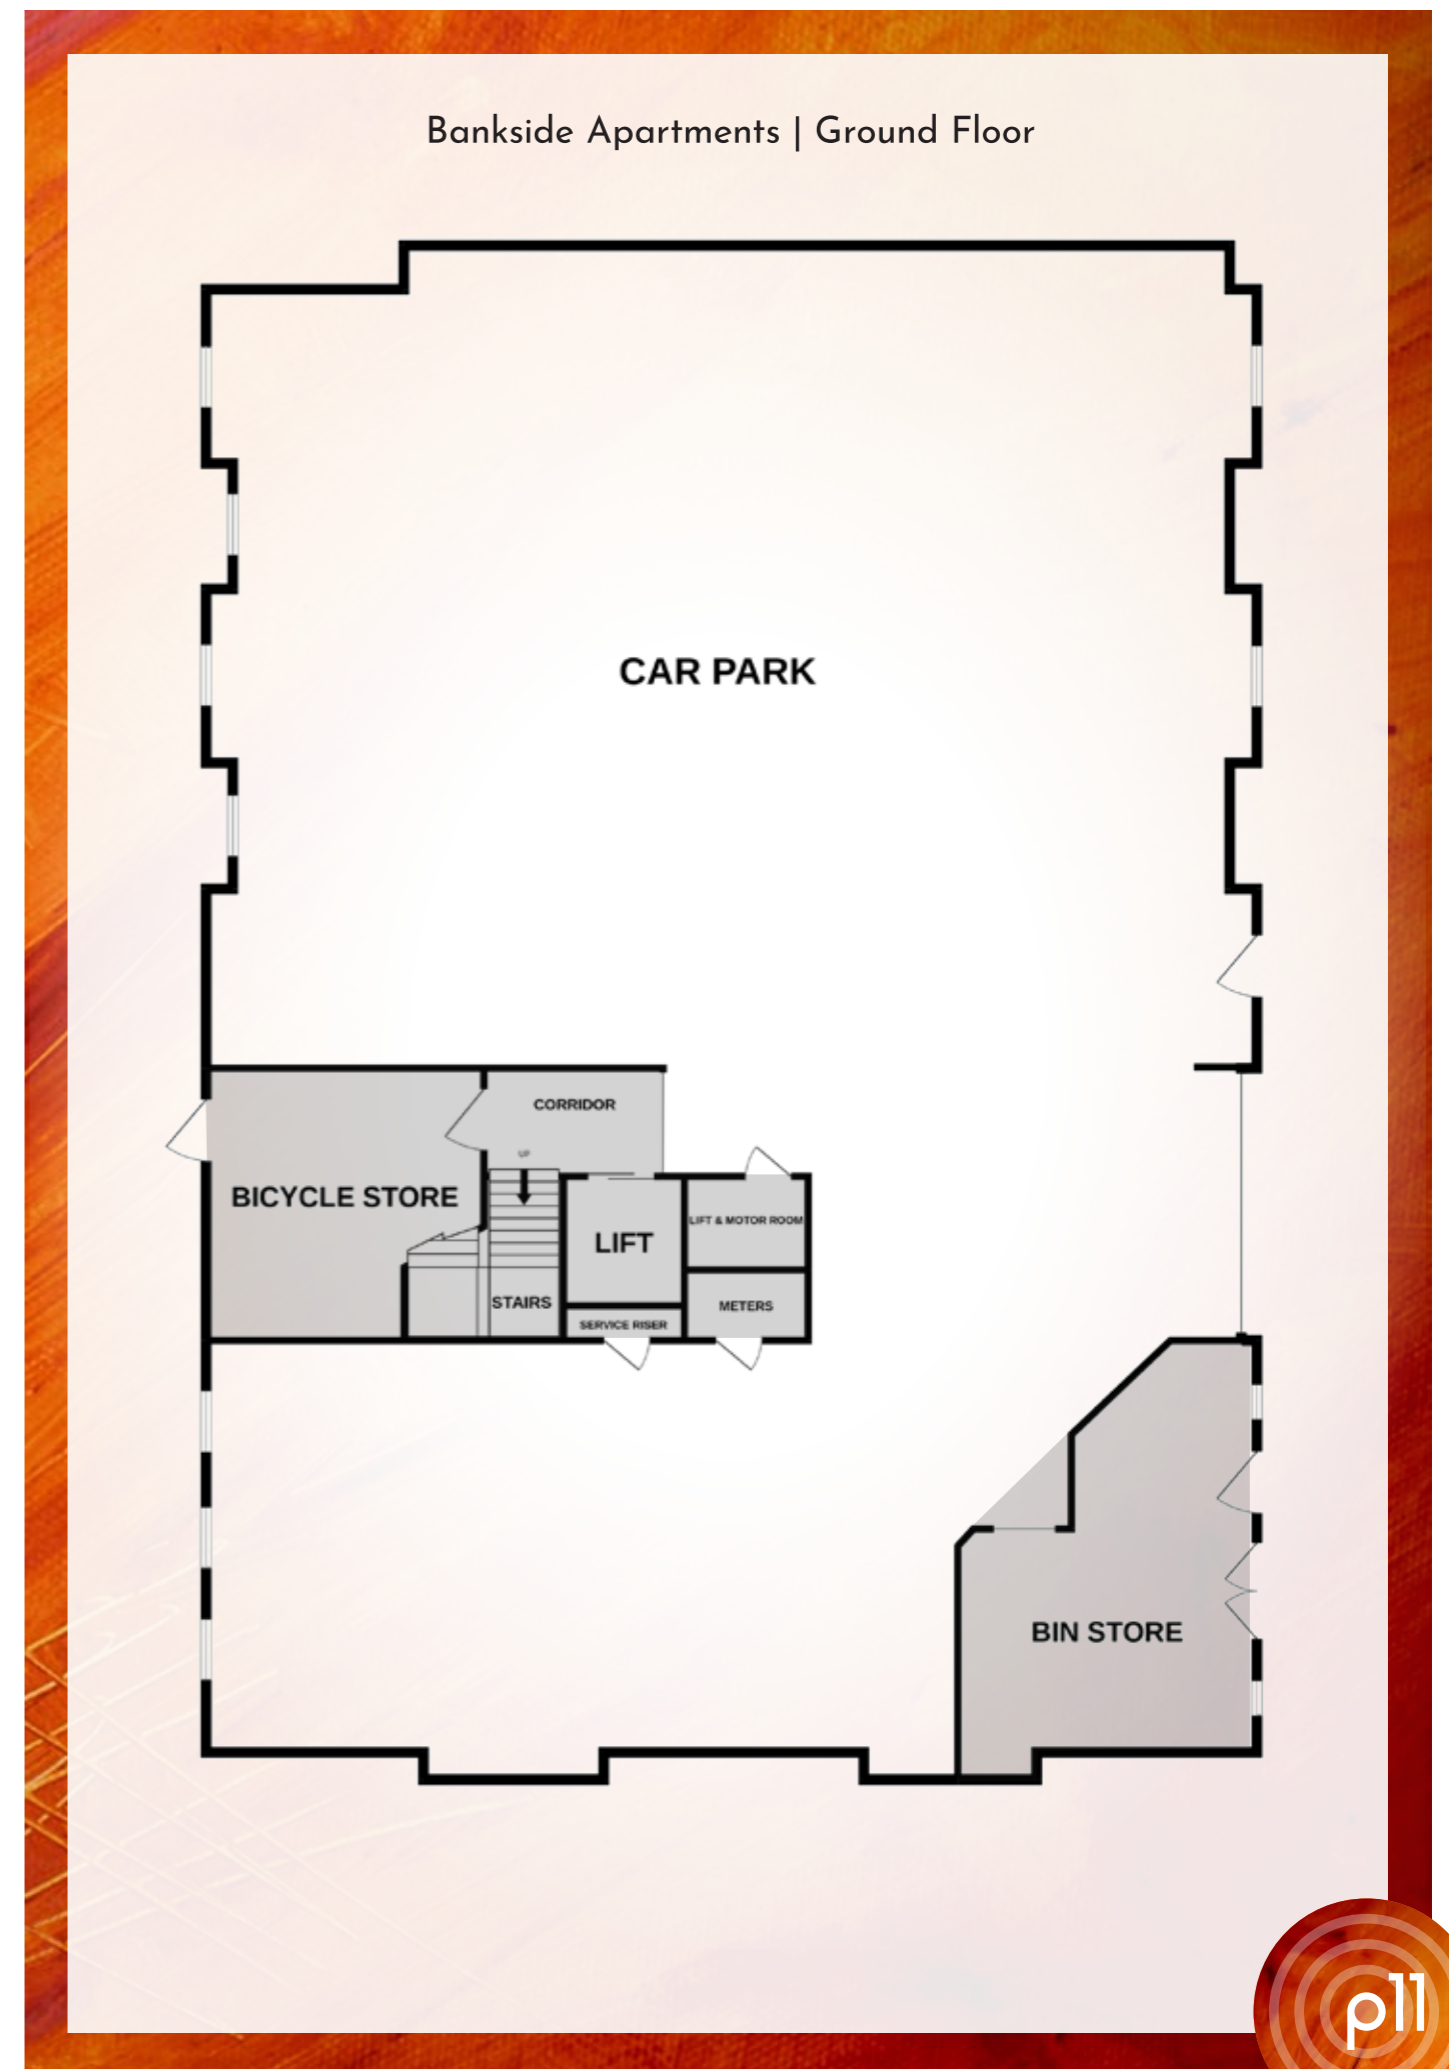 Bankside Apartments | Ground Floor
CAR PARK
CORRIDOR
UP
BICYCLE STORE
LIFT & MOTOR ROOM
LIFT
STAIRS
METERS
SERVICE RISER
BIN STORE
p11